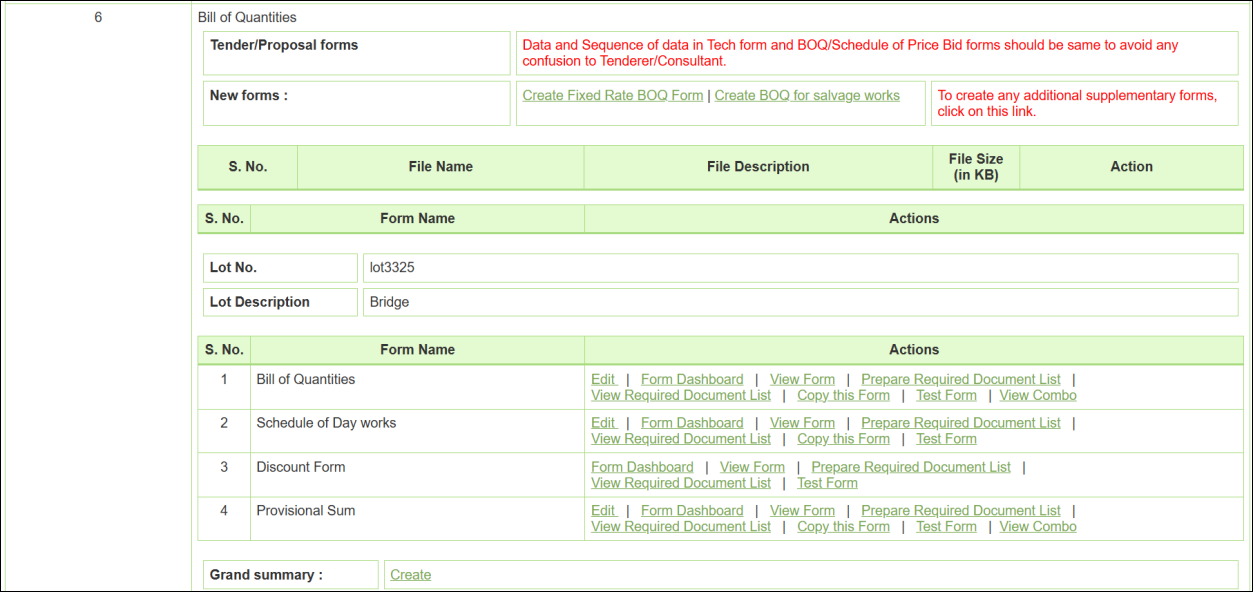 6
Bill of Quantities
Tender/Proposal forms
Data and Sequence of data in Tech form and BOQ/Schedule of Price Bid forms should be same to avoid any
confusion to Tenderer/Consultant.
New forms :
Create Fixed Rate BOQ Form | Create BOQ for salvage works
To create any additional supplementary forms,
click on this link.
S. No. File Name File Description File Size
(in KB) Action
S. No. Form Name Actions
Lot No. lot3325
Lot Description Bridge
S. No. Form Name Actions
1 Bill of Quantities Edit | Form Dashboard | View Form | Prepare Required Document List |
View Required Document List | Copy this Form | Test Form | View Combo
2 Schedule of Day works Edit | Form Dashboard | View Form | Prepare Required Document List |
View Required Document List | Copy this Form | Test Form
3 Discount Form Form Dashboard | View Form | Prepare Required Document List |
View Required Document List | Test Form
4 Provisional Sum Edit | Form Dashboard | View Form | Prepare Required Document List |
View Required Document List | Copy this Form | Test Form | View Combo
Grand summary : Create